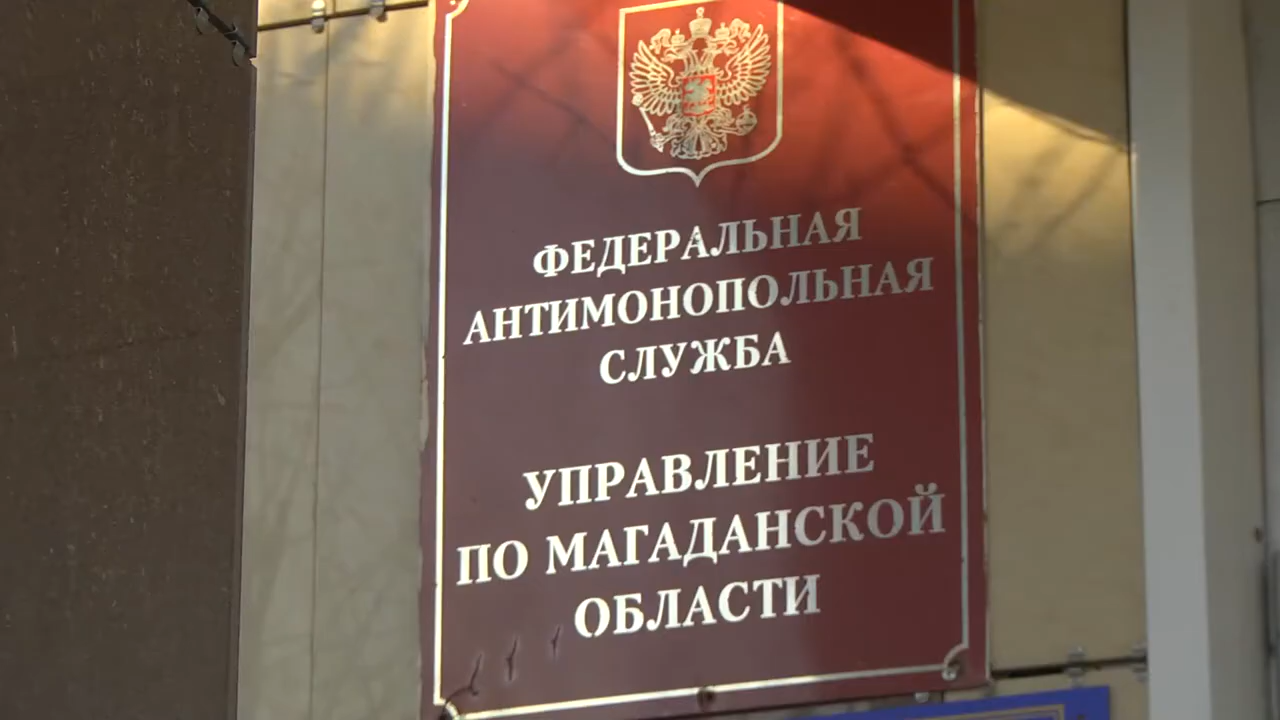 ФЕДЕРАЛЬНАЯ
АНТИМОНОПОЛЬНАЯ
СЛУЖБА
УПРАВЛЕНИЕ
ПО МАГАДАНСКОЙ
ОБЛАСТИ